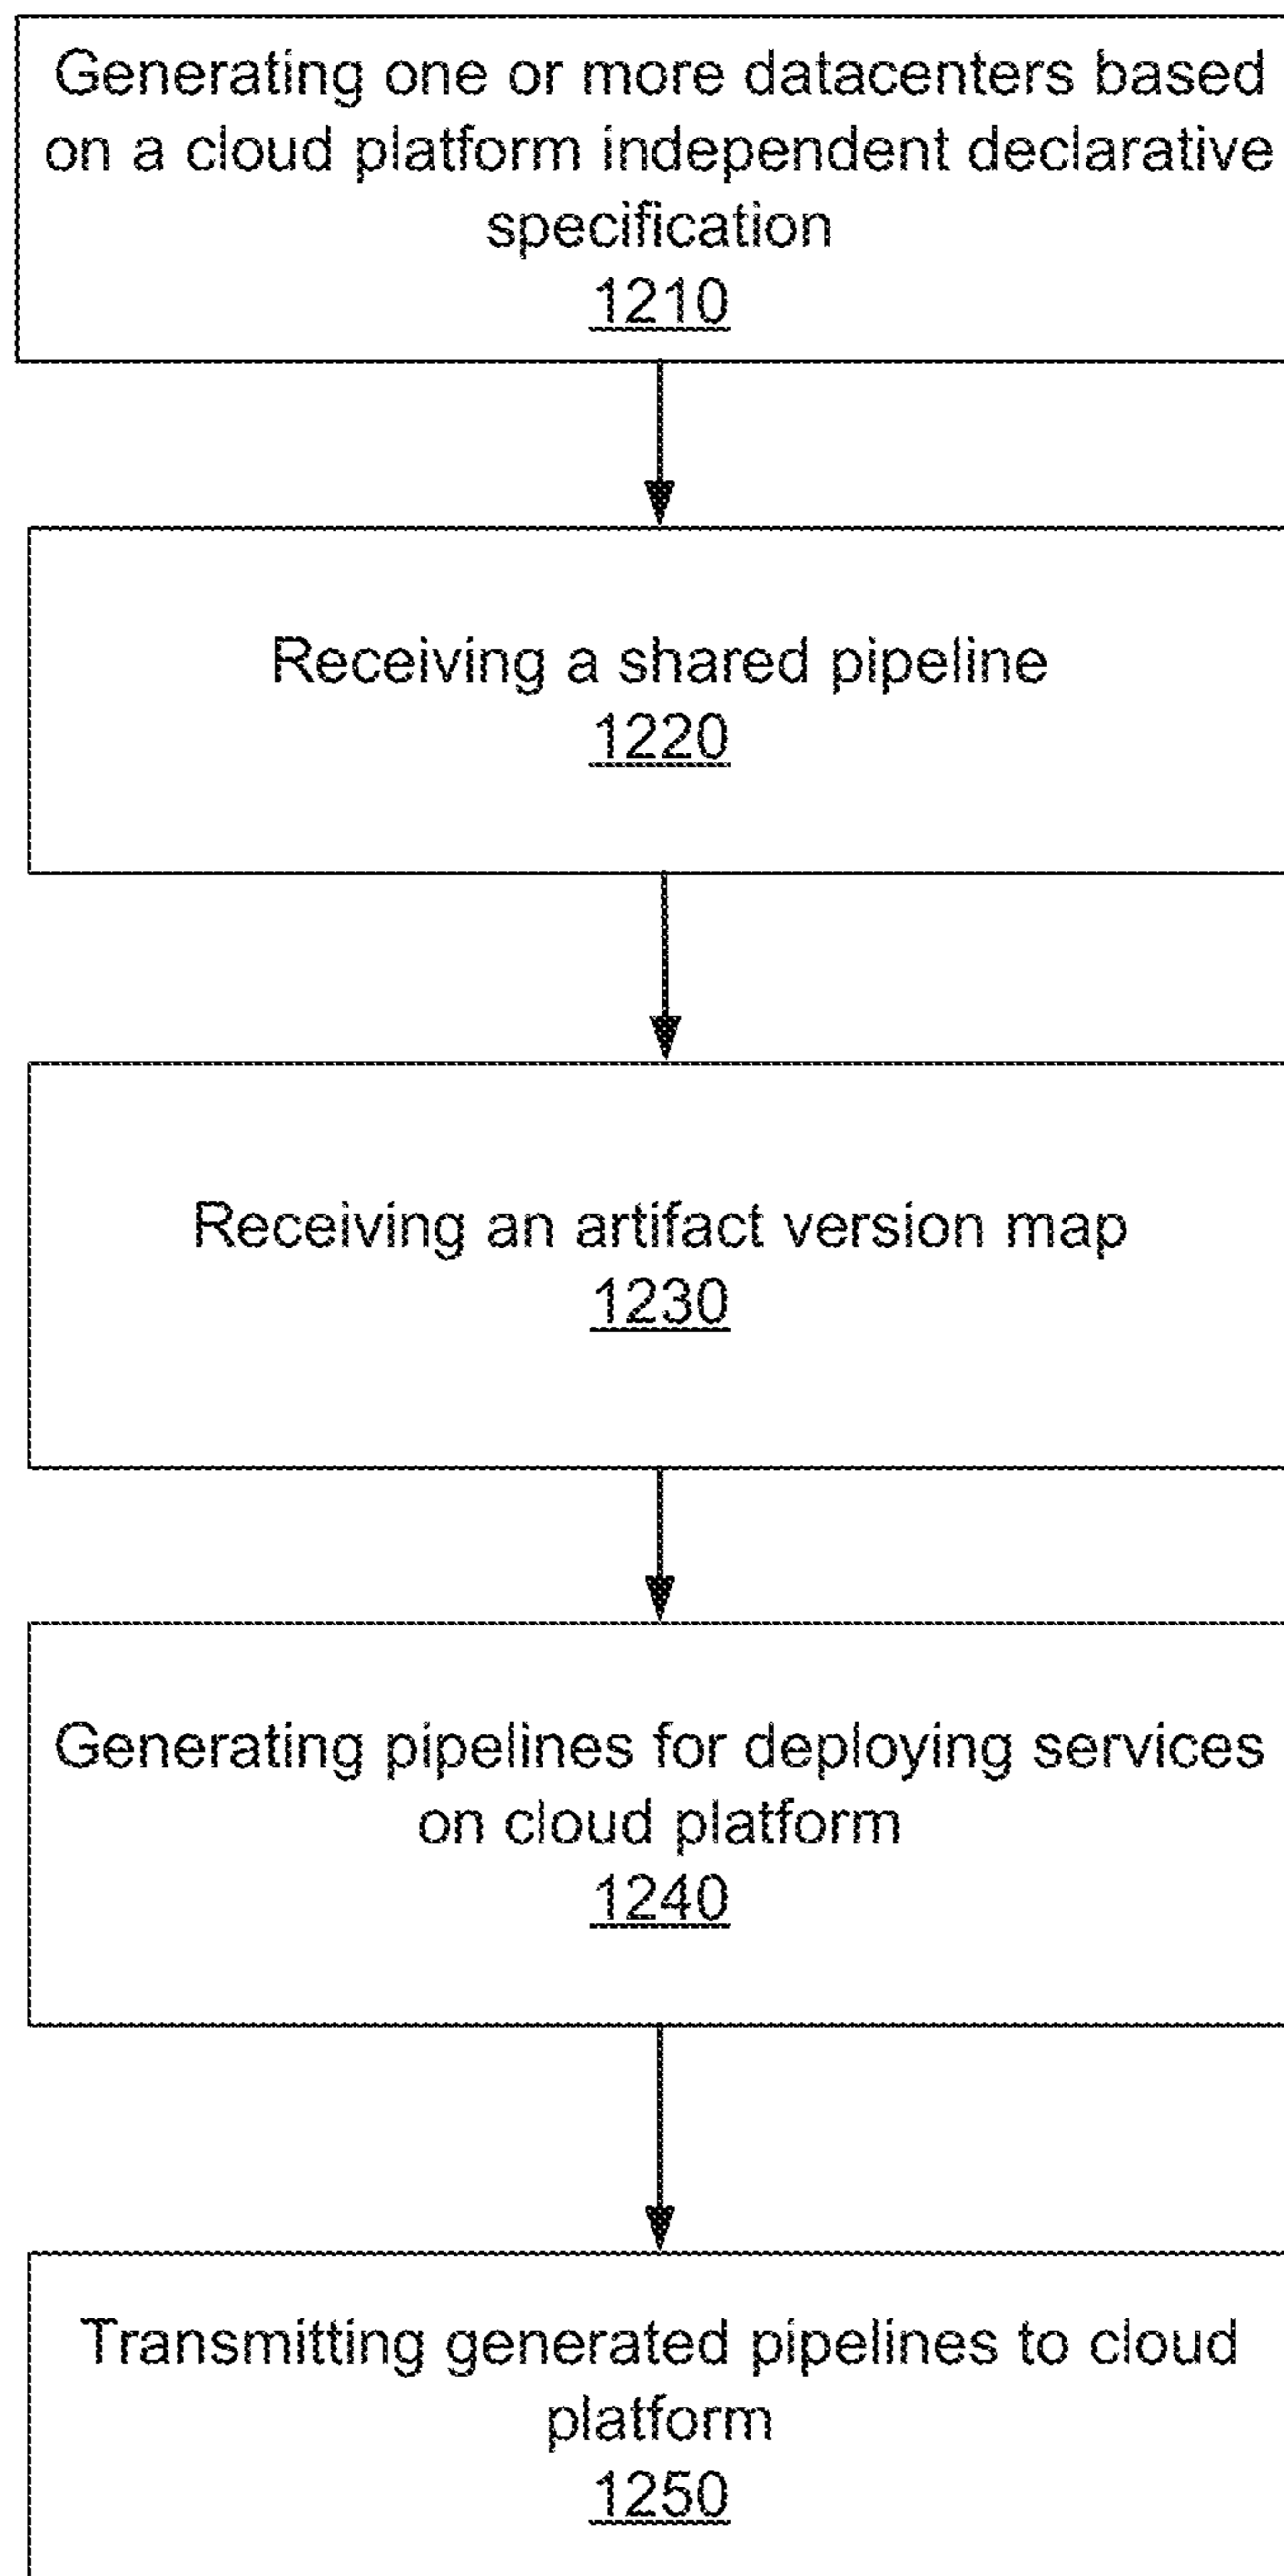 Generating one or more datacenters based
on a cloud platform independent declarative
specification
1210
Receiving a shared pipeline
1220
Receiving an artifact version map
1230
Generating pipelines for deploying services
on cloud platform
1240
Transmitting generated pipelines to cloud
platform
1250